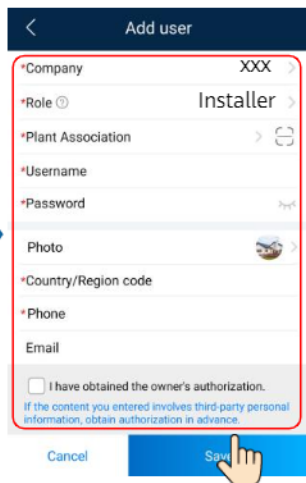 Add user
*Company XXX
*Role Installer
*Plant Association
*Username
*Password
Photo
*Country/Region code
*Phone
Email
I have obtained the owner's authorization.
If the content you entered involves third-party personal
information, obtain authorization in advance.
Cancel Save